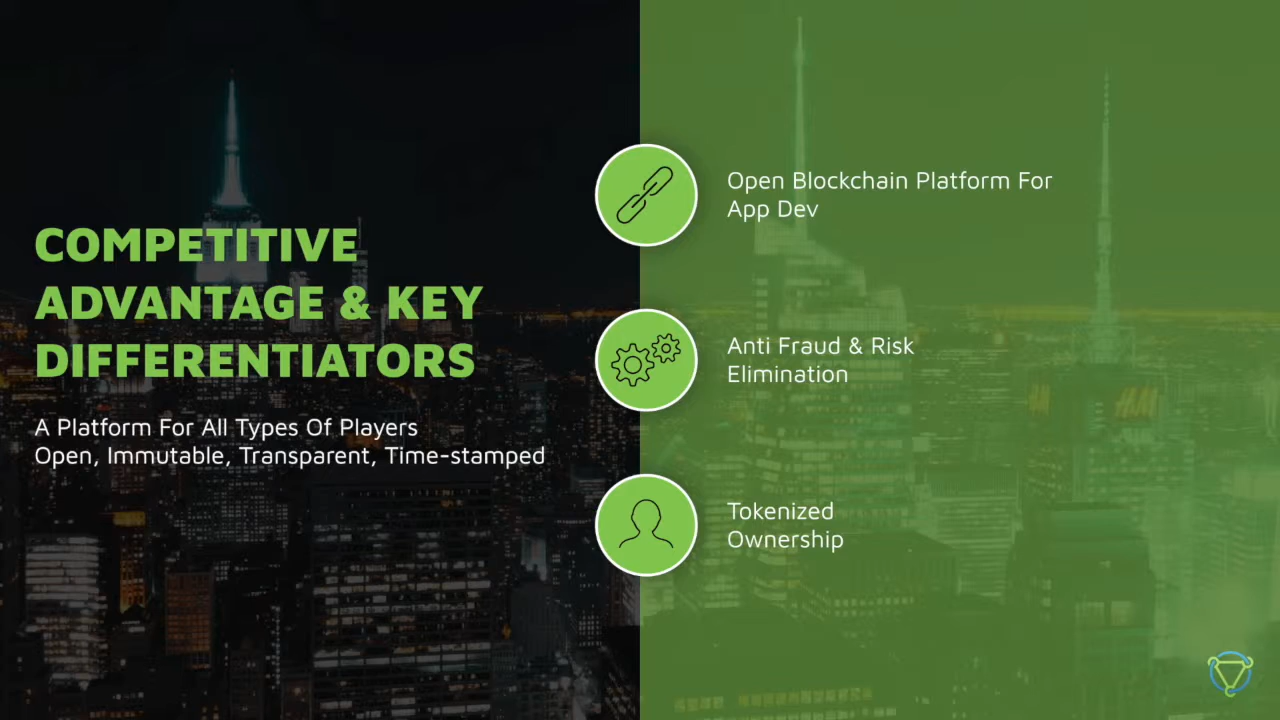 COMPETITIVE
ADVANTAGE & KEY
DIFFERENTIATORS
A Platform For All Types Of Players
Open, Immutable, Transparent, Time-stamped
Open Blockchain Platform For
App Dev
Anti Fraud & Risk
Elimination
Tokenized
Ownership
H&M